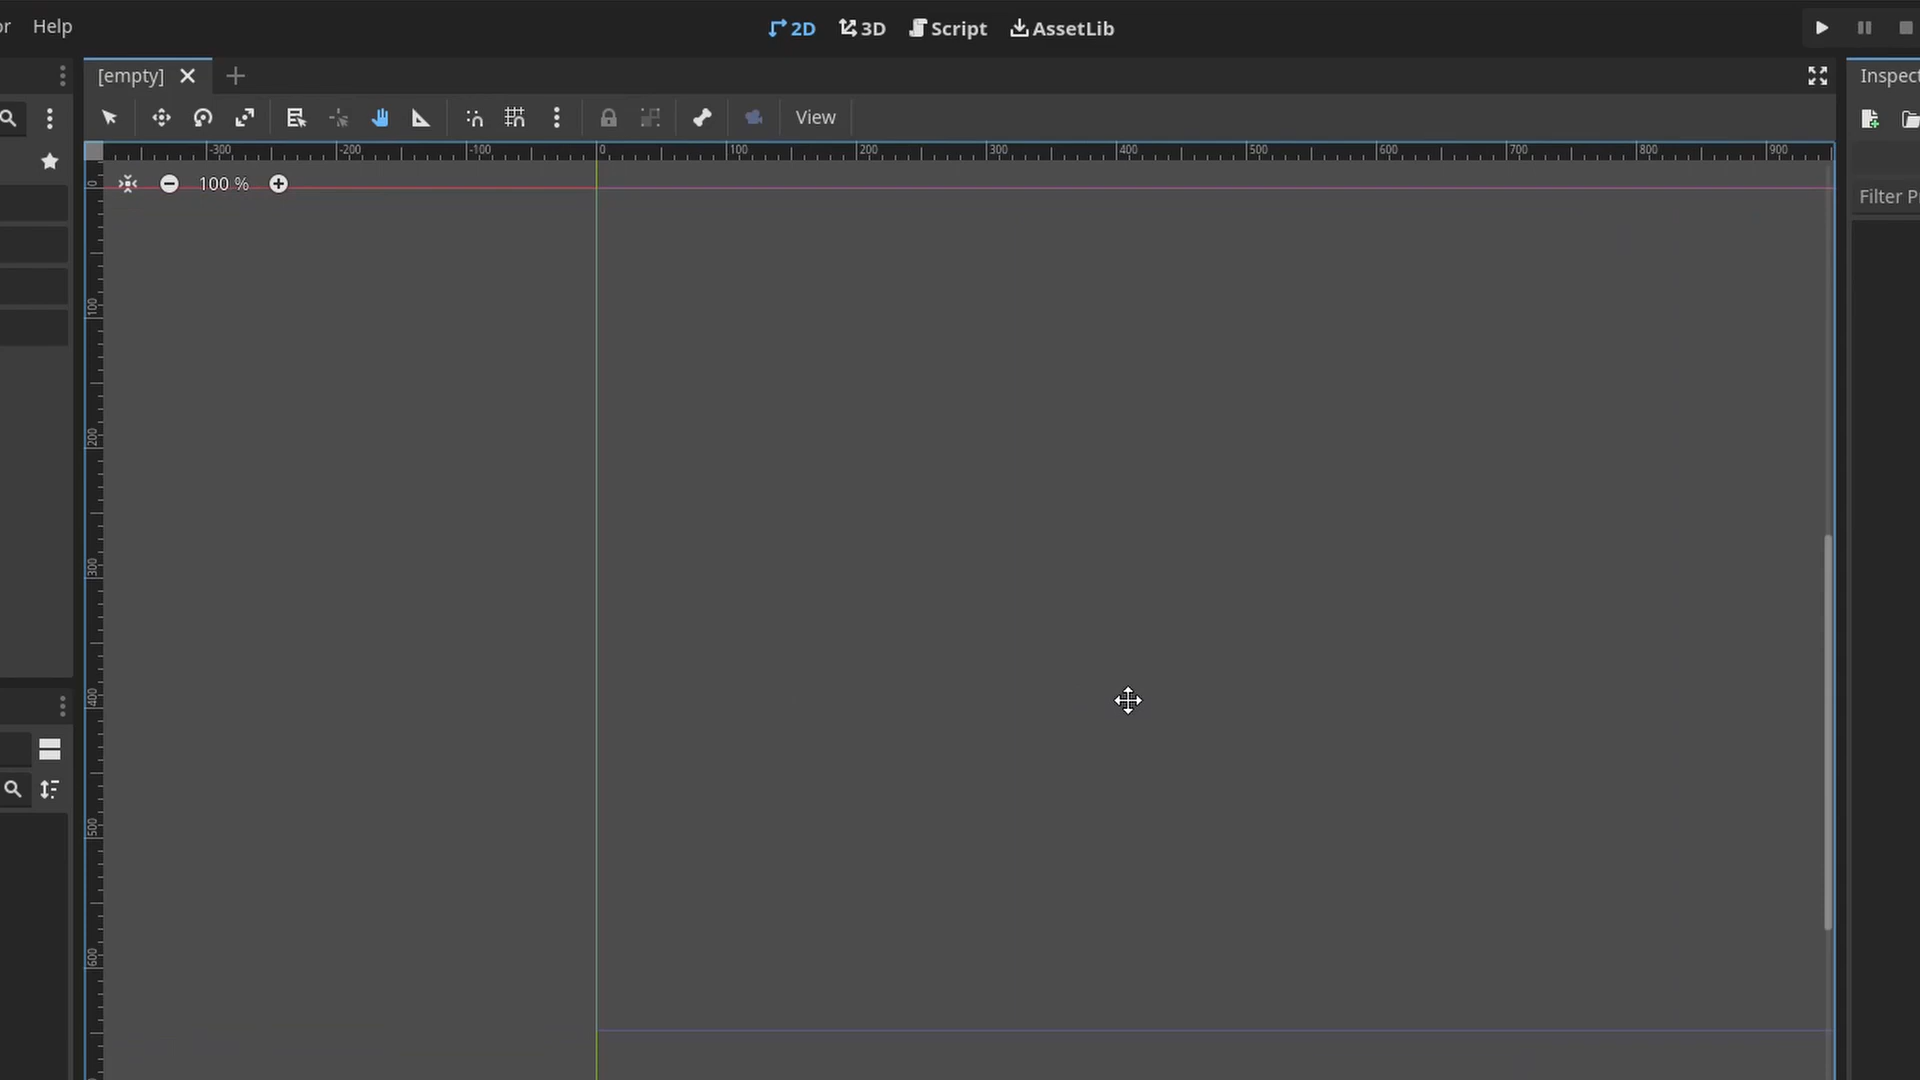 or Help
2D 3D Script AssetLib
[empty]
Inspect
View
-300 -200 -100 0 100 200 300 400 500 600 700 800 900
100 %
Filter Pr
0
100
200
300
400
500
600